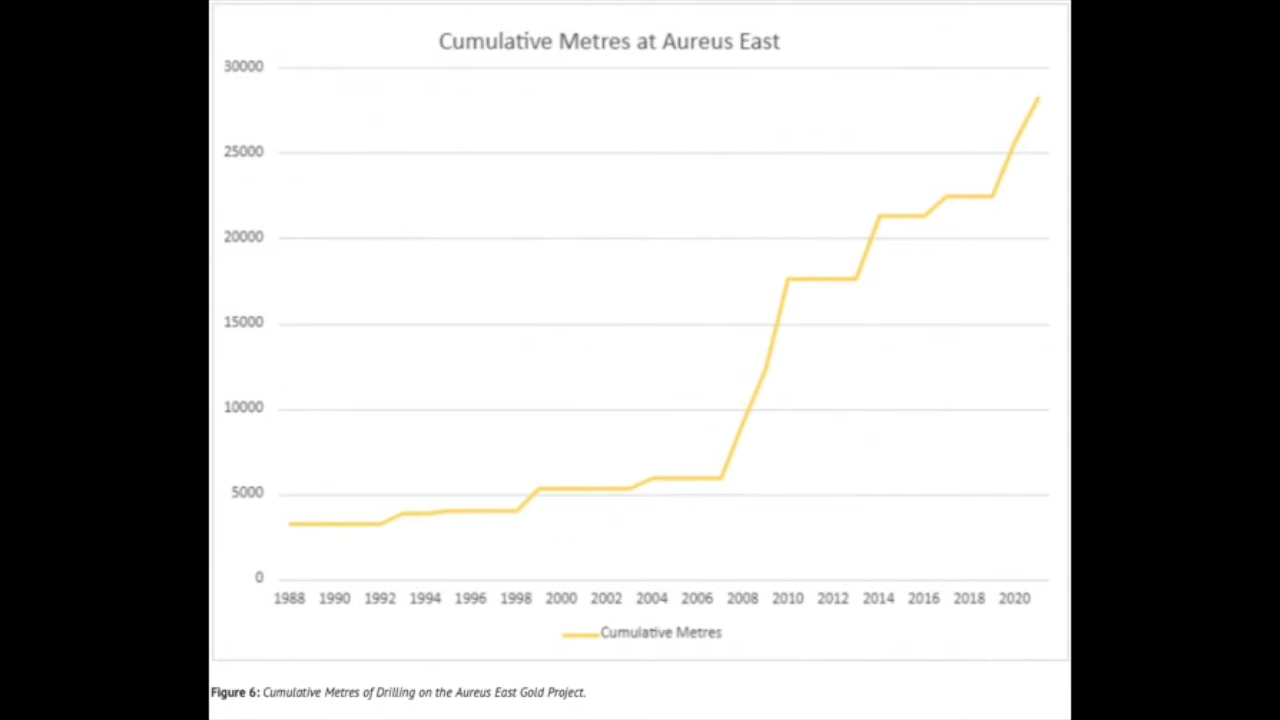 Cumulative Metres at Aureus East
30000
25000
20000
15000
10000
5000
0
1988 1990 1992 1994 1996 1998 2000 2002 2004 2006 2008 2010 2012 2014 2016 2018 2020
Cumulative Metres
Figure 6: Cumulative Metres of Drilling on the Aureus East Gold Project.